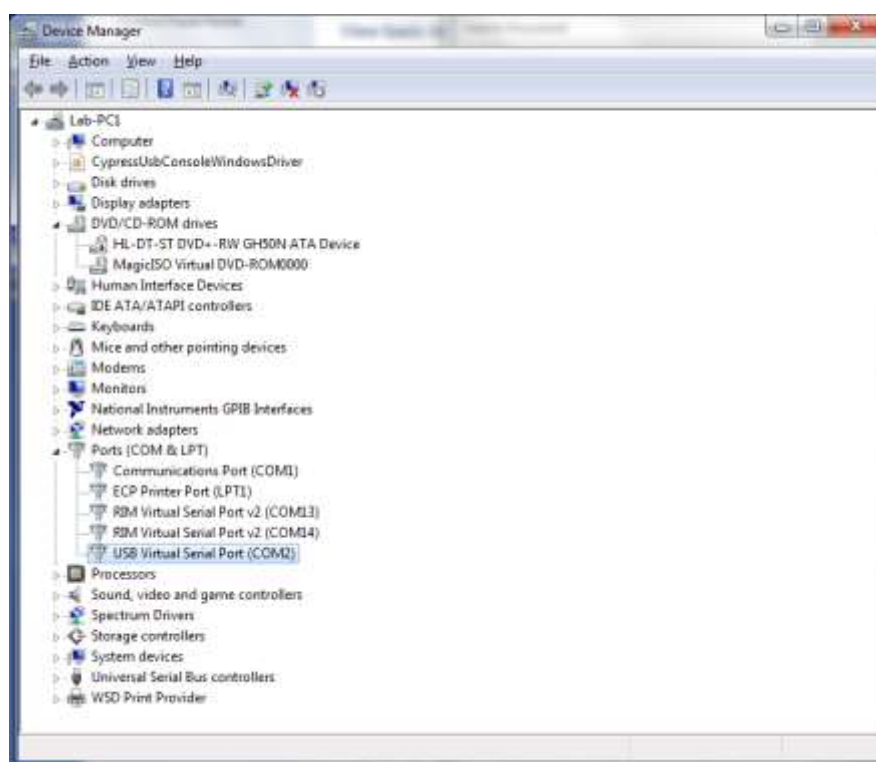 Device Manager
File Action View Help
Lab-PC1
Computer
CypressUsbConsoleWindowsDriver
Disk drives
Display adapters
DVD/CD-ROM drives
HL-DT-ST DVD+-RW GH50N ATA Device
MagicISO Virtual DVD-ROM0000
Human Interface Devices
IDE ATA/ATAPI controllers
Keyboards
Mice and other pointing devices
Modems
Monitors
National Instruments GPIB Interfaces
Network adapters
Ports (COM & LPT)
Communications Port (COM1)
ECP Printer Port (LPT1)
RIM Virtual Serial Port v2 (COM13)
RIM Virtual Serial Port v2 (COM14)
USB Virtual Serial Port (COM2)
Processors
Sound, video and game controllers
Spectrum Drivers
Storage controllers
System devices
Universal Serial Bus controllers
WSD Print Provider